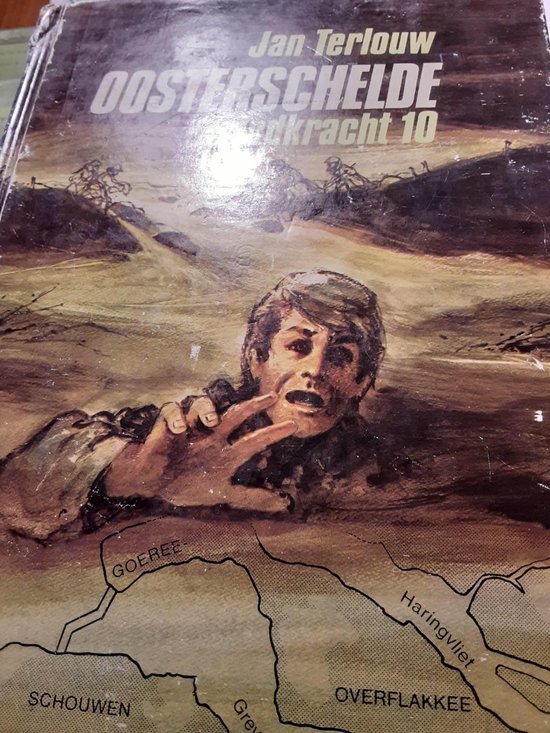 Jan Terlouw
OOSTERSCHELDE
10
GOEREE-
Haringvliet
SCHOUWEN
OVERFLAKKEE